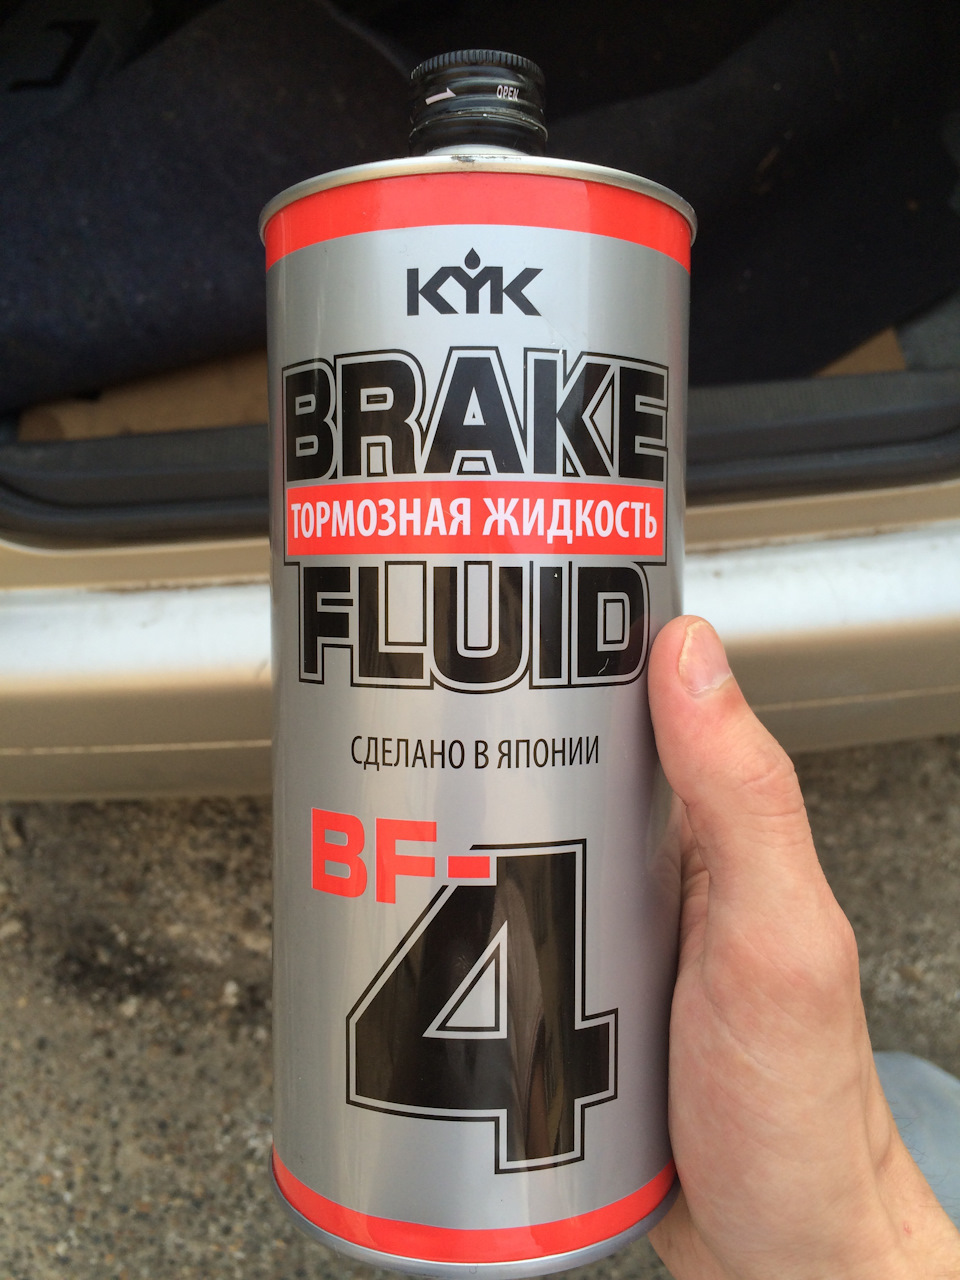 OPEN
KYK
BRAKE
ТОРМОЗНАЯ ЖИДКОСТЬ
FLUID
СДЕЛАНО В ЯПОНИИ
BF-
4